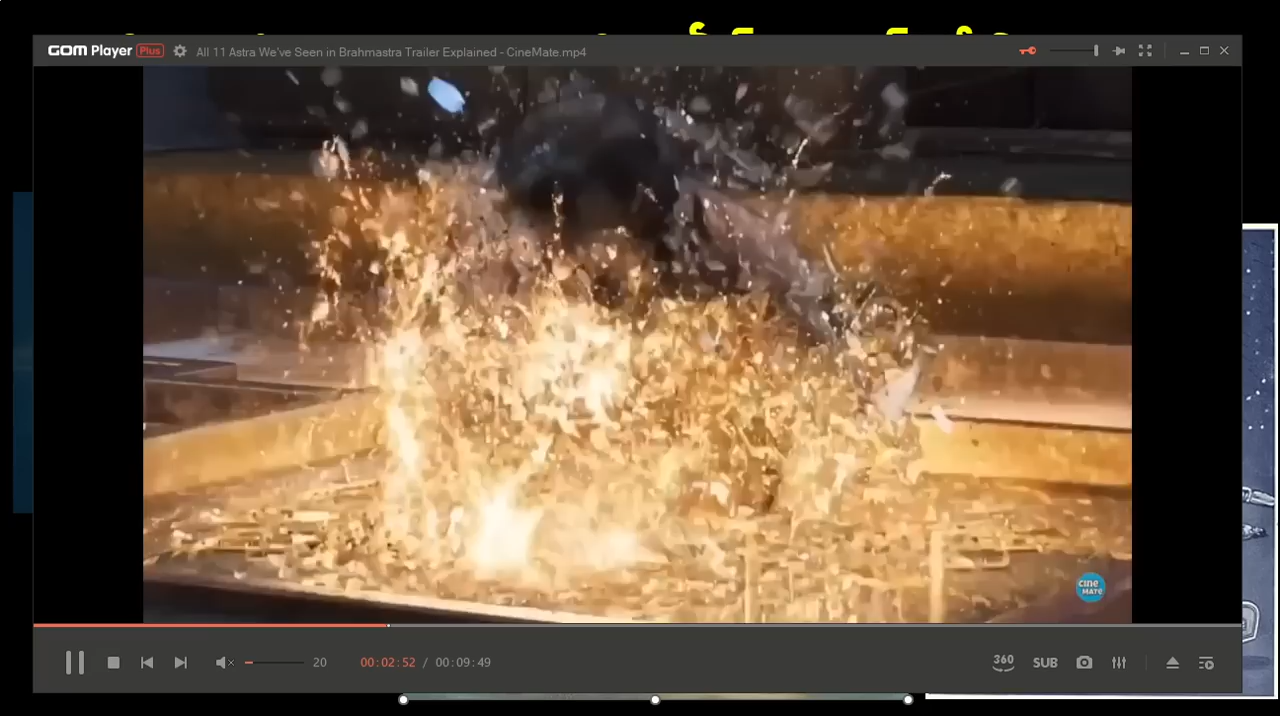 GOM Player Plus
All 11 Astra We've Seen in Brahmastra Trailer Explained - CineMate.mp4
cine
MATE
20
00:02:52 / 00:09:49
360
SUB